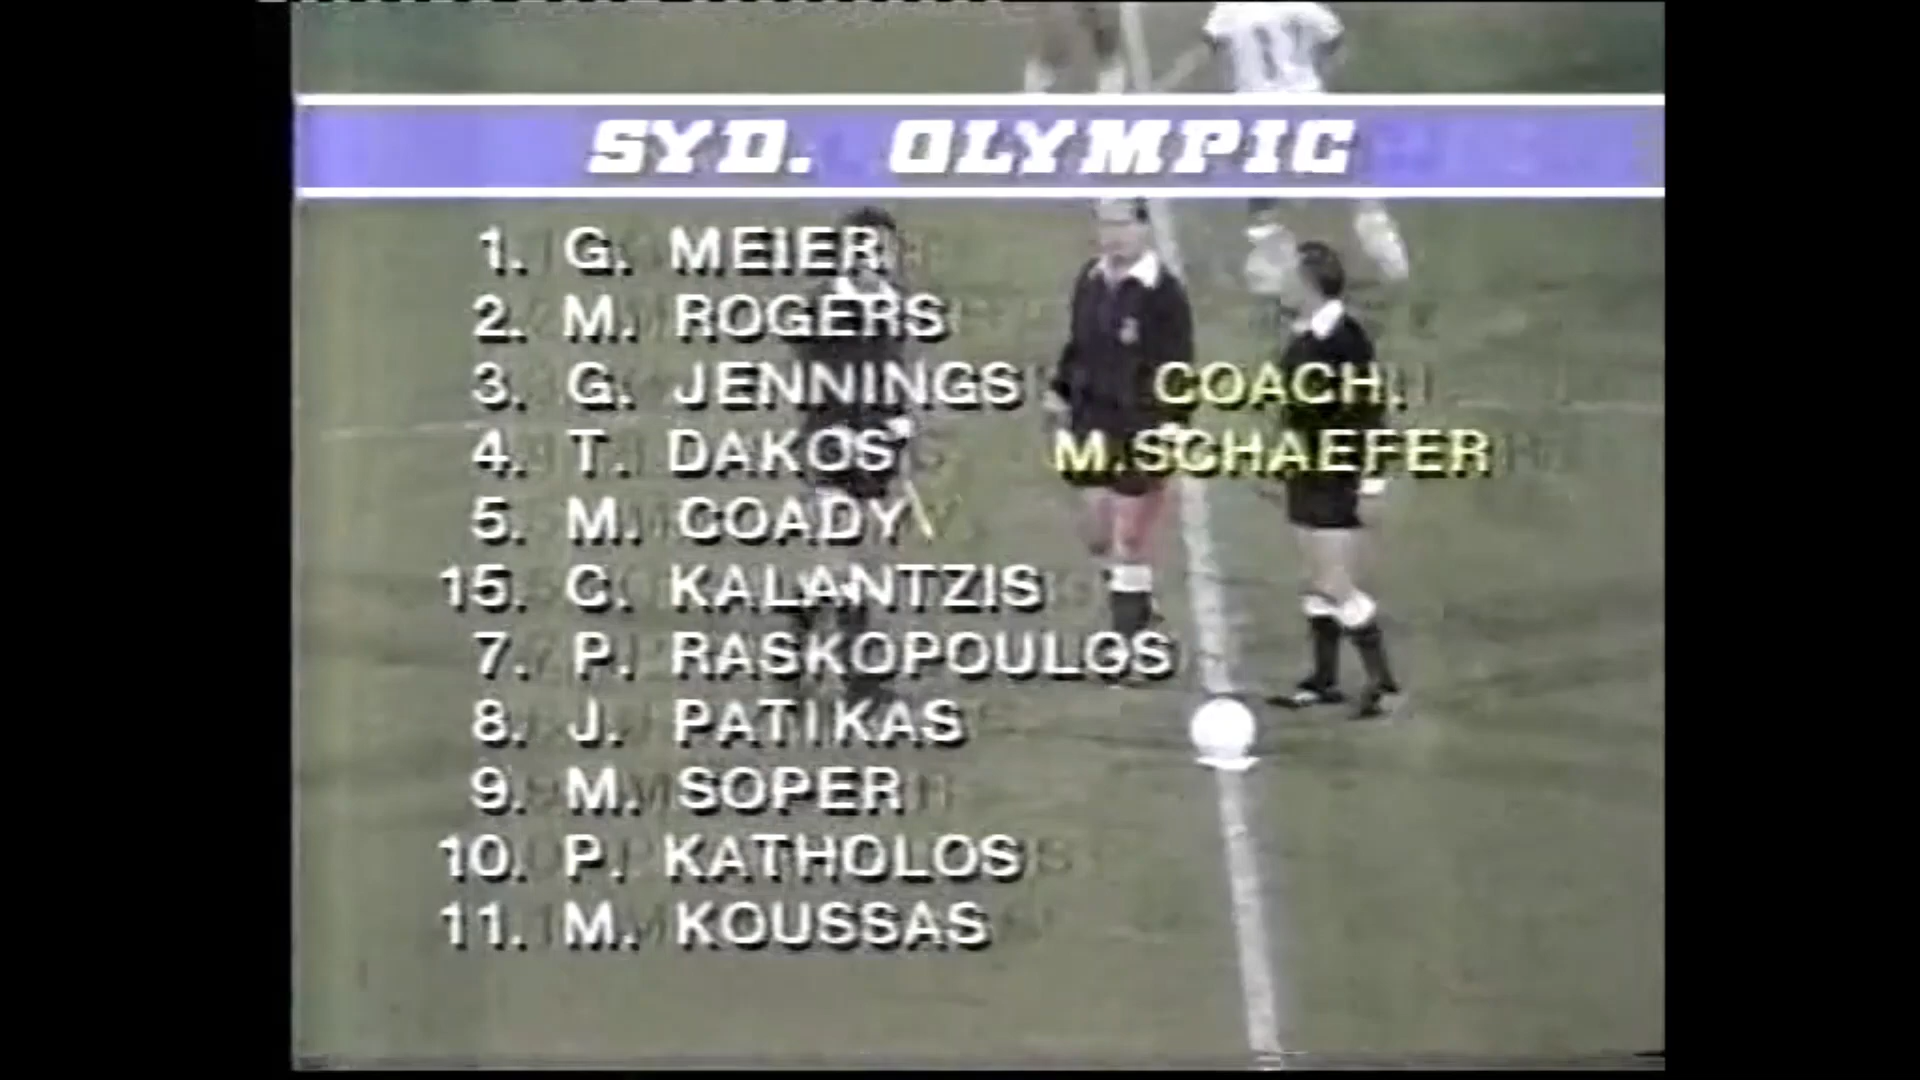 SYD. OLYMPIC
1. G. MEIER
2. M. ROGERS
3. G. JENNINGS
4. T. DAKOS
5. M. COADY
15. C. KALANTZIS
7. P. RASKOPOULOS
8. J. PATIKAS
9. M. SOPER
10. P. KATHOLOS
11. M. KOUSSAS
COACH.
M.SCHAEFER